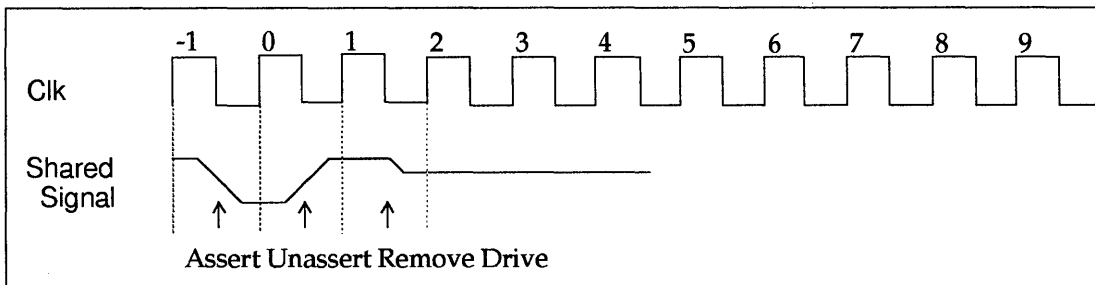 -1 0 1 2 3 4 5 6 7 8 9
Clk
Shared
Signal
Assert Unassert Remove Drive